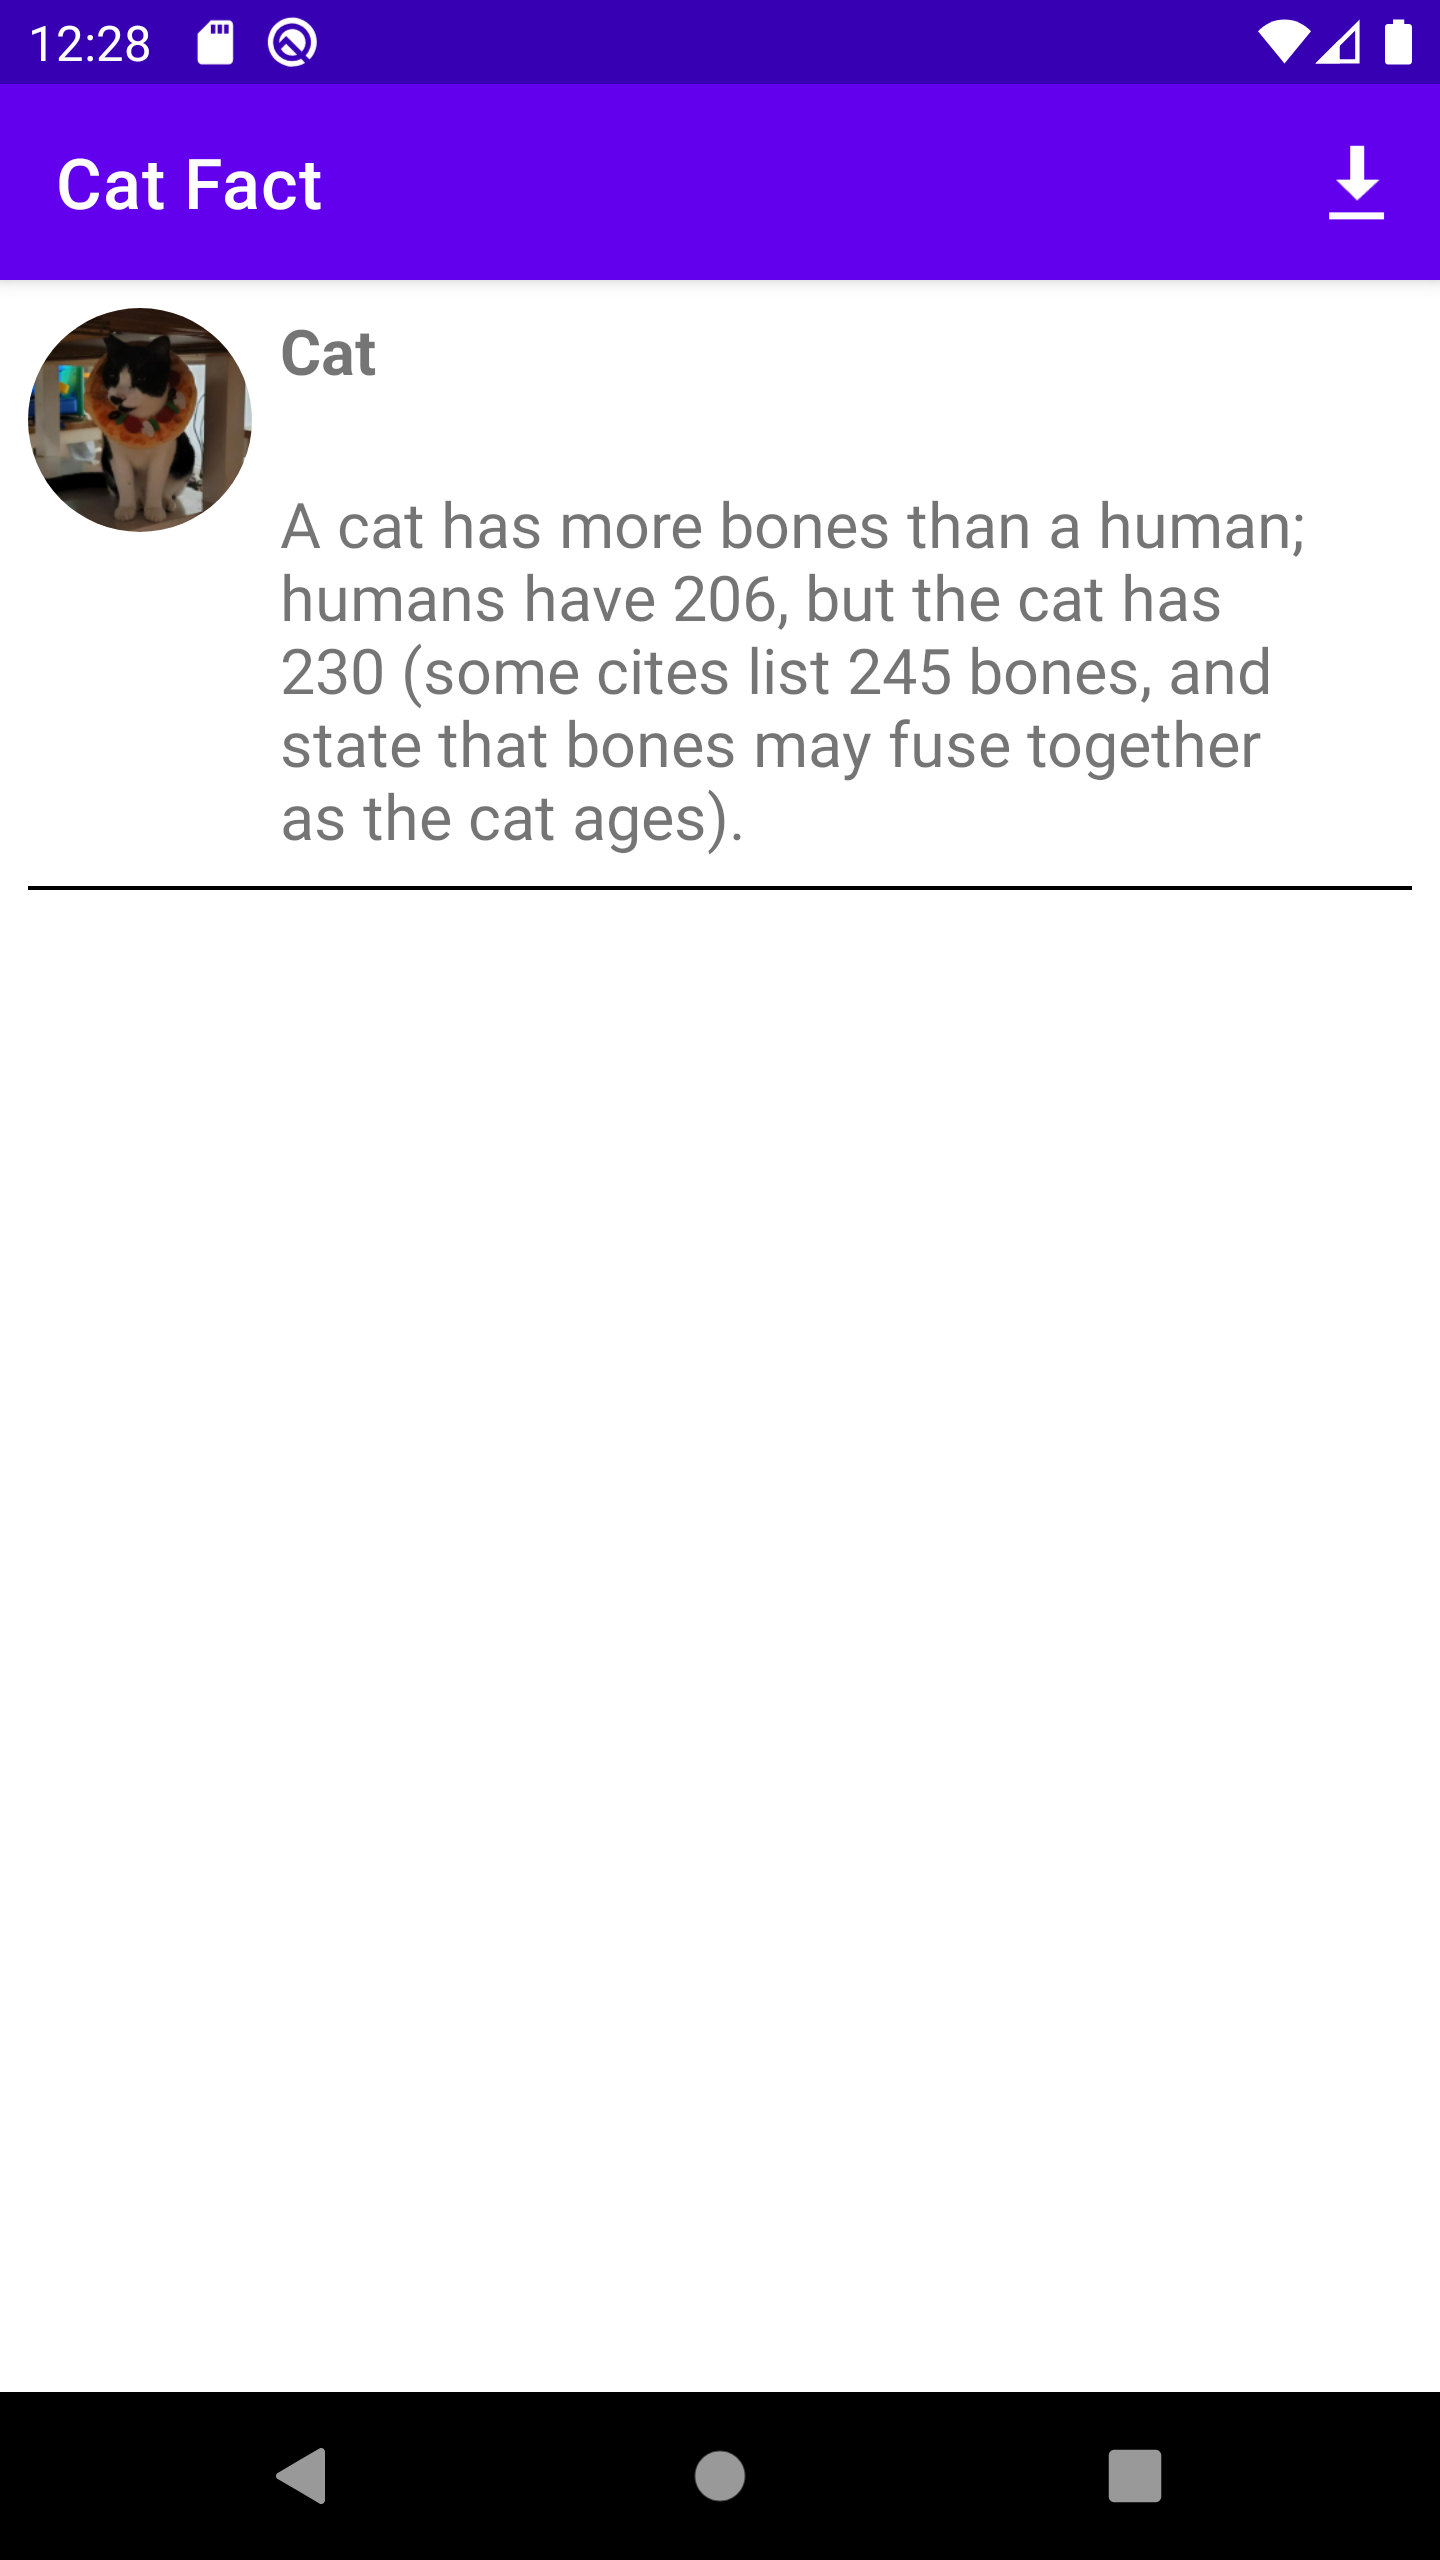 12:28
Cat Fact
Cat
A cat has more bones than a human;
humans have 206, but the cat has
230 (some cites list 245 bones, and
state that bones may fuse together
as the cat ages).